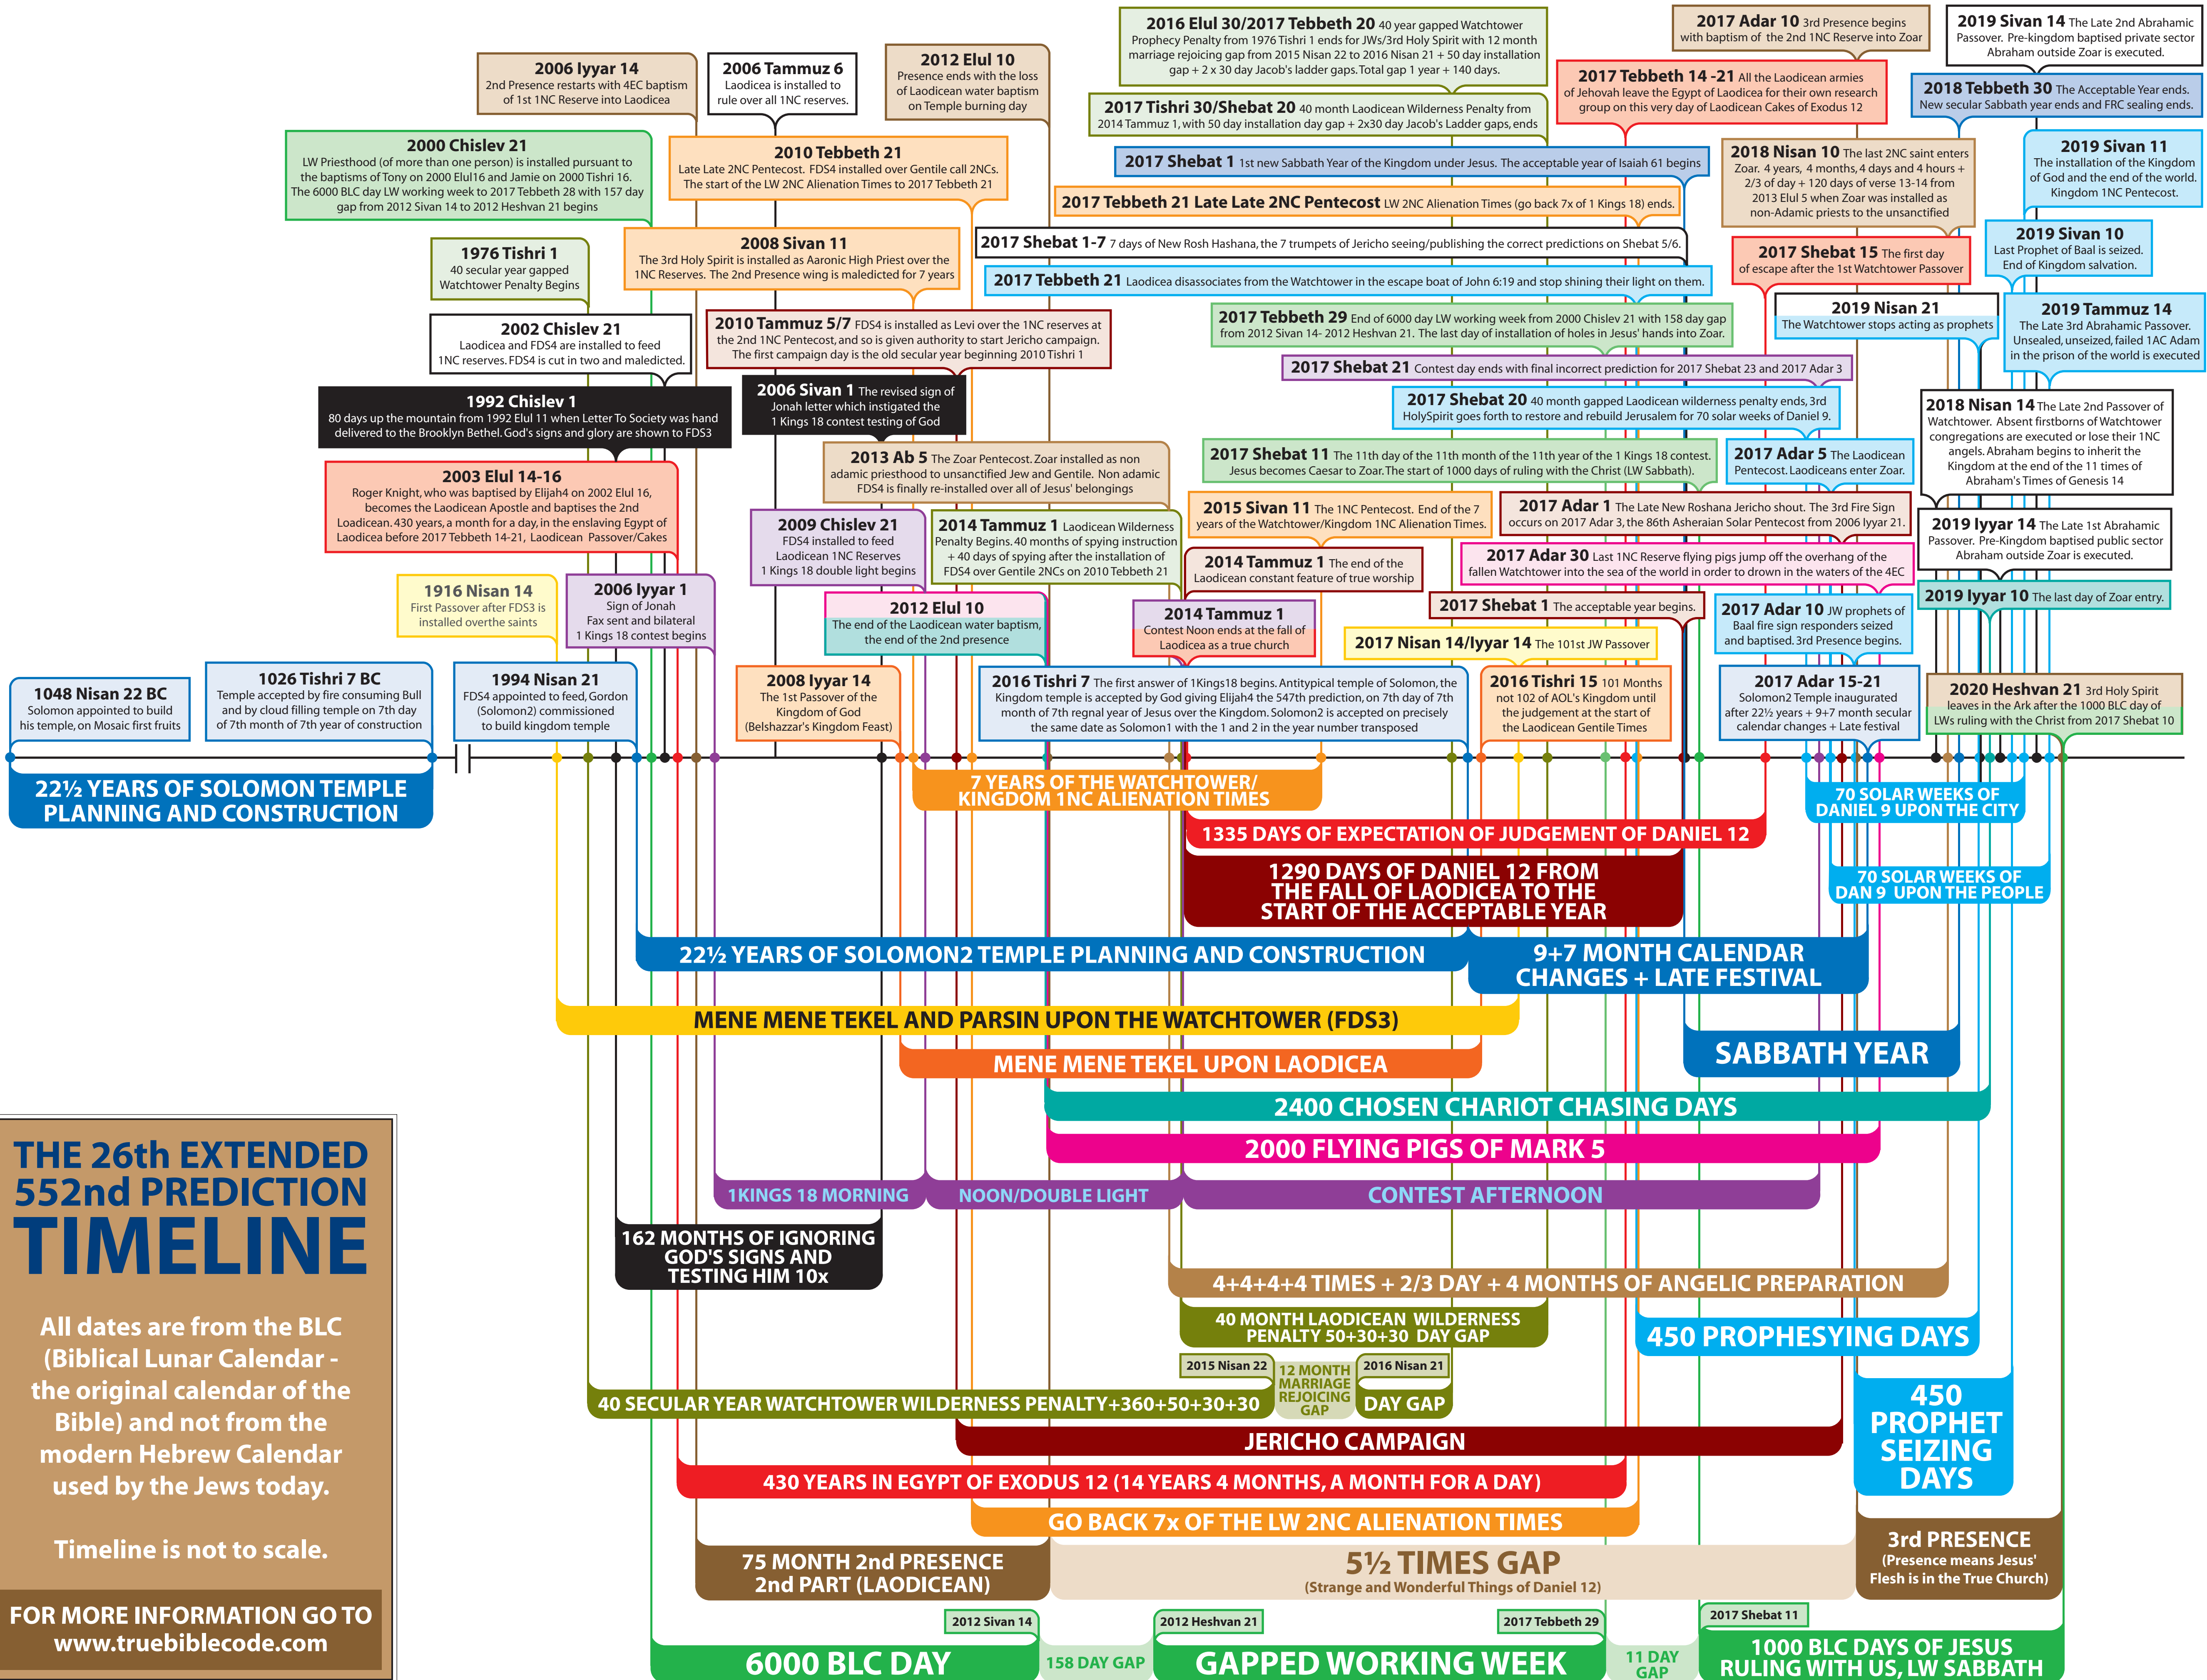 2016 Elul 30/2017 Tebbeth 20 40 year gapped Watchtower
Prophecy Penalty from 1976 Tishri 1 ends for JWs/3rd Holy Spirit with 12 month
marriage rejoicing gap from 2015 Nisan 22 to 2016 Nisan 21 + 50 day installation
gap + 2 x 30 day Jacob's ladder gaps. Total gap 1 year + 140 days.
2017 Adar 10 3rd Presence begins
with baptism of the 2nd 1NC Reserve into Zoar
2019 Sivan 14 The Late 2nd Abrahamic
Passover. Pre-kingdom baptised private sector
Abraham outside Zoar is executed.
2006 Iyyar 14
2nd Presence restarts with 4EC baptism
of 1st 1NC Reserve into Laodicea
2006 Tammuz 6
Laodicea is installed to
rule over all 1NC reserves.
2012 Elul 10
Presence ends with the loss
of Laodicean water baptism
on Temple burning day
2017 Tebbeth 14 -21 All the Laodicean armies
of Jehovah leave the Egypt of Laodicea for their own research
group on this very day of Laodicean Cakes of Exodus 12
2018 Tebbeth 30 The Acceptable Year ends.
New secular Sabbath year ends and FRC sealing ends.
2017 Tishri 30/Shebat 20 40 month Laodicean Wilderness Penalty from
2014 Tammuz 1, with 50 day installation day gap + 2x30 day Jacob's Ladder gaps, ends
2000 Chislev 21
LW Priesthood (of more than one person) is installed pursuant to
the baptisms of Tony on 2000 Elul16 and Jamie on 2000 Tishri 16.
The 6000 BLC day LW working week to 2017 Tebbeth 28 with 157 day
gap from 2012 Sivan 14 to 2012 Heshvan 21 begins
2010 Tebbeth 21
Late Late 2NC Pentecost. FDS4 installed over Gentile call 2NCs.
The start of the LW 2NC Alienation Times to 2017 Tebbeth 21
2017 Shebat 1 1st new Sabbath Year of the Kingdom under Jesus. The acceptable year of Isaiah 61 begins
2018 Nisan 10 The last 2NC saint enters
Zoar. 4 years, 4 months, 4 days and 4 hours +
2/3 of day + 120 days of verse 13-14 from
2013 Elul 5 when Zoar was installed as
non-Adamic priests to the unsanctified
2019 Sivan 11
The installation of the Kingdom
of God and the end of the world.
Kingdom 1NC Pentecost.
2017 Tebbeth 21 Late Late 2NC Pentecost LW 2NC Alienation Times (go back 7x of 1 Kings 18) ends.
1976 Tishri 1
40 secular year gapped
Watchtower Penalty Begins
2008 Sivan 11
The 3rd Holy Spirit is installed as Aaronic High Priest over the
1NC Reserves. The 2nd Presence wing is maledicted for 7 years
2017 Shebat 1-7 7 days of New Rosh Hashana, the 7 trumpets of Jericho seeing/publishing the correct predictions on Shebat 5/6.
2017 Shebat 15 The first day
of escape after the 1st Watchtower Passover
2019 Sivan 10
Last Prophet of Baal is seized.
End of Kingdom salvation.
2017 Tebbeth 21 Laodicea disassociates from the Watchtower in the escape boat of John 6:19 and stop shining their light on them.
2002 Chislev 21
Laodicea and FDS4 are installed to feed
1NC reserves. FDS4 is cut in two and maledicted.
2010 Tammuz 5/7 FDS4 is installed as Levi over the 1NC reserves at
the 2nd 1NC Pentecost, and so is given authority to start Jericho campaign.
The first campaign day is the old secular year beginning 2010 Tishri 1
2017 Tebbeth 29 End of 6000 day LW working week from 2000 Chislev 21 with 158 day gap
from 2012 Sivan 14- 2012 Heshvan 21. The last day of installation of holes in Jesus' hands into Zoar.
2019 Nisan 21
The Watchtower stops acting as prophets
2019 Tammuz 14
The Late 3rd Abrahamic Passover.
Unsealed, unseized, failed 1AC Adam
in the prison of the world is executed
2017 Shebat 21 Contest day ends with final incorrect prediction for 2017 Shebat 23 and 2017 Adar 3
1992 Chislev 1
80 days up the mountain from 1992 Elul 11 when Letter To Society was hand
delivered to the Brooklyn Bethel. God's signs and glory are shown to FDS3
2006 Sivan 1 The revised sign of
Jonah letter which instigated the
1 Kings 18 contest testing of God
2017 Shebat 20 40 month gapped Laodicean wilderness penalty ends, 3rd
HolySpirit goes forth to restore and rebuild Jerusalem for 70 solar weeks of Daniel 9.
2018 Nisan 14 The Late 2nd Passover of
Watchtower. Absent firstborns of Watchtower
congregations are executed or lose their 1NC
angels. Abraham begins to inherit the
Kingdom at the end of the 11 times of
Abraham's Times of Genesis 14
2013 Ab 5 The Zoar Pentecost. Zoar installed as non
adamic priesthood to unsanctified Jew and Gentile. Non adamic
FDS4 is finally re-installed over all of Jesus' belongings
2017 Shebat 11 The 11th day of the 11th month of the 11th year of the 1 Kings 18 contest.
Jesus becomes Caesar to Zoar. The start of 1000 days of ruling with the Christ (LW Sabbath).
2017 Adar 5 The Laodicean
Pentecost. Laodiceans enter Zoar.
2003 Elul 14-16
Roger Knight, who was baptised by Elijah4 on 2002 Elul 16,
becomes the Laodicean Apostle and baptises the 2nd
Loadicean. 430 years, a month for a day, in the enslaving Egypt of
Laodicea before 2017 Tebbeth 14-21, Laodicean Passover/Cakes
2009 Chislev 21
FDS4 installed to feed
Laodicean 1NC Reserves
1 Kings 18 double light begins
2014 Tammuz 1 Laodicean Wilderness
Penalty Begins. 40 months of spying instruction
+ 40 days of spying after the installation of
FDS4 over Gentile 2NCs on 2010 Tebbeth 21
2015 Sivan 11 The 1NC Pentecost. End of the 7
years of the Watchtower/Kingdom 1NC Alienation Times.
2017 Adar 1 The Late New Roshana Jericho shout. The 3rd Fire Sign
occurs on 2017 Adar 3, the 86th Asheraian Solar Pentecost from 2006 Iyyar 21.
2019 Iyyar 14 The Late 1st Abrahamic
Passover. Pre-Kingdom baptised public sector
Abraham outside Zoar is executed.
2014 Tammuz 1 The end of the
Laodicean constant feature of true worship
2017 Adar 30 Last 1NC Reserve flying pigs jump off the overhang of the
fallen Watchtower into the sea of the world in order to drown in the waters of the 4EC
1916 Nisan 14
First Passover after FDS3 is
installed overthe saints
2006 Iyyar 1
Sign of Jonah
Fax sent and bilateral
1 Kings 18 contest begins
2012 Elul 10
The end of the Laodicean water baptism,
the end of the 2nd presence
2014 Tammuz 1
Contest Noon ends at the fall of
Laodicea as a true church
2017 Shebat 1 The acceptable year begins.
2017 Adar 10 JW prophets of
Baal fire sign responders seized
and baptised. 3rd Presence begins.
2019 Iyyar 10 The last day of Zoar entry.
2017 Nisan 14/Iyyar 14 The 101st JW Passover
1048 Nisan 22 BC
Solomon appointed to build
his temple, on Mosaic first fruits
1026 Tishri 7 BC
Temple accepted by fire consuming Bull
and by cloud filling temple on 7th day
of 7th month of 7th year of construction
1994 Nisan 21
FDS4 appointed to feed, Gordon
(Solomon2) commissioned
to build kingdom temple
2008 Iyyar 14
The 1st Passover of the
Kingdom of God
(Belshazzar's Kingdom Feast)
2016 Tishri 7 The first answer of 1Kings18 begins. Antitypical temple of Solomon, the
Kingdom temple is accepted by God giving Elijah4 the 547th prediction, on 7th day of 7th
month of 7th regnal year of Jesus over the Kingdom. Solomon2 is accepted on precisely
the same date as Solomon1 with the 1 and 2 in the year number transposed
2016 Tishri 15 101 Months
not 102 of AOL's Kingdom until
the judgement at the start of
the Laodicean Gentile Times
2017 Adar 15-21
Solomon2 Temple inaugurated
after 22½ years + 9+7 month secular
calendar changes + Late festival
2020 Heshvan 21 3rd Holy Spirit
leaves in the Ark after the 1000 BLC day of
LWs ruling with the Christ from 2017 Shebat 10
22½ YEARS OF SOLOMON TEMPLE
PLANNING AND CONSTRUCTION
7 YEARS OF THE WATCHTOWER/
KINGDOM 1NC ALIENATION TIMES
70 SOLAR WEEKS OF
DANIEL 9 UPON THE CITY
1335 DAYS OF EXPECTATION OF JUDGEMENT OF DANIEL 12
1290 DAYS OF DANIEL 12 FROM
THE FALL OF LAODICEA TO THE
START OF THE ACCEPTABLE YEAR
70 SOLAR WEEKS OF
DAN 9 UPON THE PEOPLE
22½ YEARS OF SOLOMON2 TEMPLE PLANNING AND CONSTRUCTION
9+7 MONTH CALENDAR
CHANGES + LATE FESTIVAL
MENE MENE TEKEL AND PARSIN UPON THE WATCHTOWER (FDS3)
MENE MENE TEKEL UPON LAODICEA
SABBATH YEAR
2400 CHOSEN CHARIOT CHASING DAYS
2000 FLYING PIGS OF MARK 5
1KINGS 18 MORNING
NOON/DOUBLE LIGHT
CONTEST AFTERNOON
162 MONTHS OF IGNORING
GOD'S SIGNS AND
TESTING HIM 10x
4+4+4+4 TIMES + 2/3 DAY + 4 MONTHS OF ANGELIC PREPARATION
40 MONTH LAODICEAN WILDERNESS
PENALTY 50+30+30 DAY GAP
450 PROPHESYING DAYS
2015 Nisan 22
12 MONTH
MARRIAGE
REJOICING
GAP
2016 Nisan 21
40 SECULAR YEAR WATCHTOWER WILDERNESS PENALTY+360+50+30+30
DAY GAP
450
PROPHET
SEIZING
DAYS
JERICHO CAMPAIGN
430 YEARS IN EGYPT OF EXODUS 12 (14 YEARS 4 MONTHS, A MONTH FOR A DAY)
GO BACK 7x OF THE LW 2NC ALIENATION TIMES
75 MONTH 2nd PRESENCE
2nd PART (LAODICEAN)
5½ TIMES GAP
(Strange and Wonderful Things of Daniel 12)
3rd PRESENCE
(Presence means Jesus'
Flesh is in the True Church)
2012 Sivan 14
2012 Heshvan 21
2017 Tebbeth 29
2017 Shebat 11
6000 BLC DAY
158 DAY GAP
GAPPED WORKING WEEK
11 DAY
GAP
1000 BLC DAYS OF JESUS
RULING WITH US, LW SABBATH
THE 26th EXTENDED
552nd PREDICTION
TIMELINE
All dates are from the BLC
(Biblical Lunar Calendar -
the original calendar of the
Bible) and not from the
modern Hebrew Calendar
used by the Jews today.
Timeline is not to scale.
FOR MORE INFORMATION GO TO
www.truebiblecode.com